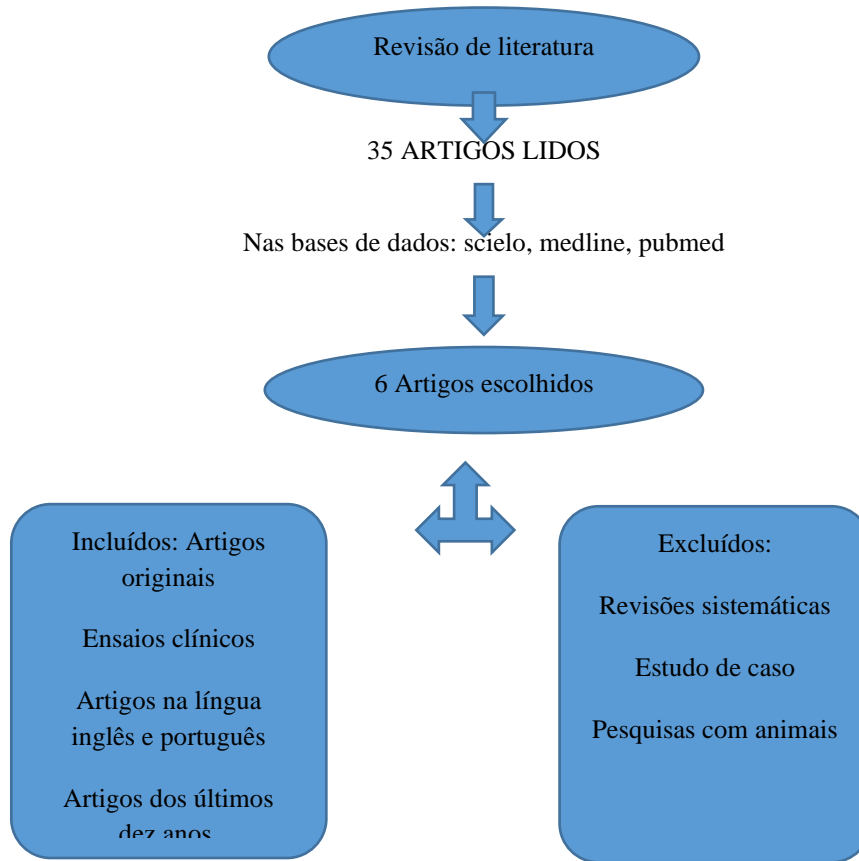 Revisão de literatura
35 ARTIGOS LIDOS
Nas bases de dados: scielo, medline, pubmed
6 Artigos escolhidos
Incluídos: Artigos
originais
Ensaios clínicos
Artigos na língua
inglês e português
Artigos dos últimos
dez anos
Excluídos:
Revisões sistemáticas
Estudo de caso
Pesquisas com animais